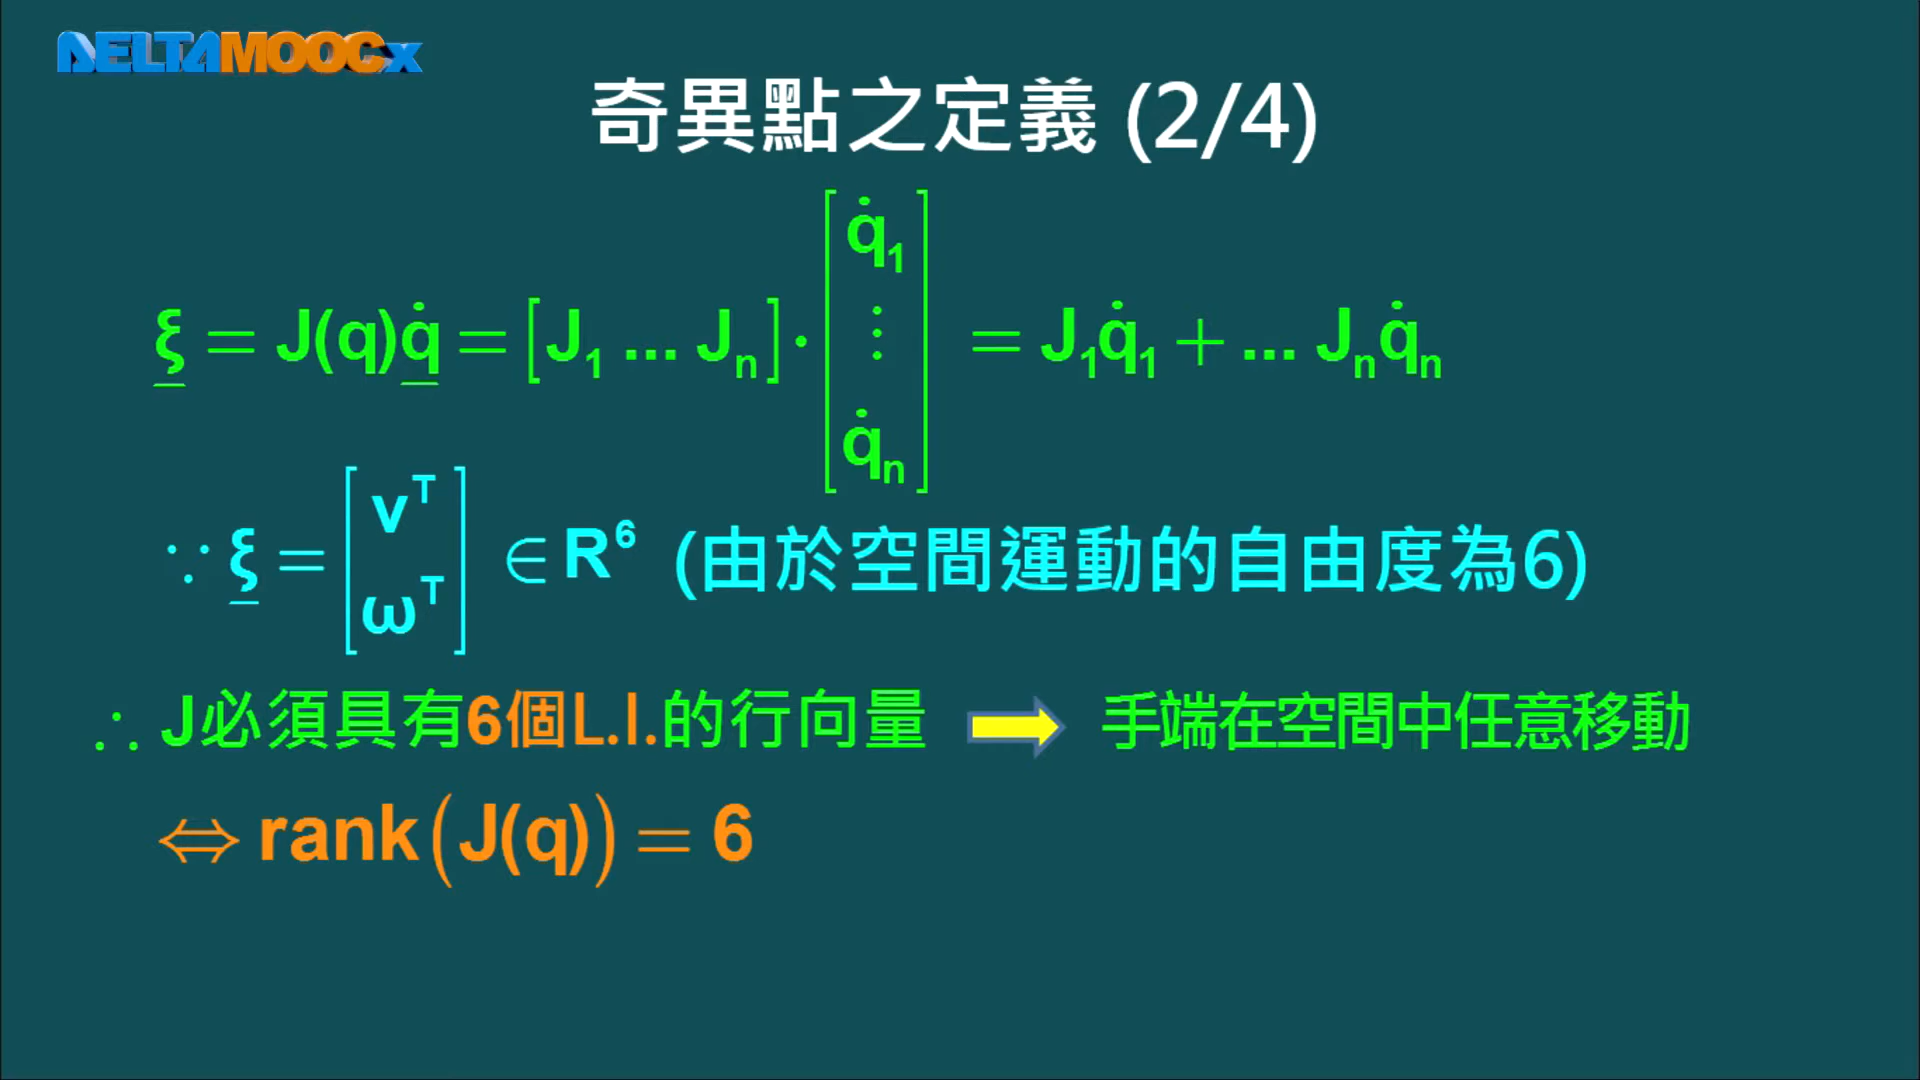 DELTAMOOCx
奇異點之定義 (2/4)
ξ = J(q)q̇ = [J₁ ... Jₙ] · [q̇₁ ⋮ q̇ₙ] = J₁q̇₁ + ... Jₙq̇ₙ
∵ ξ = [vᵀ ωᵀ] ∈ R⁶ (由於空間運動的自由度為6)
∴ J必須具有6個L.I.的行向量 ➡ 手端在空間中任意移動
⇔ rank(J(q)) = 6